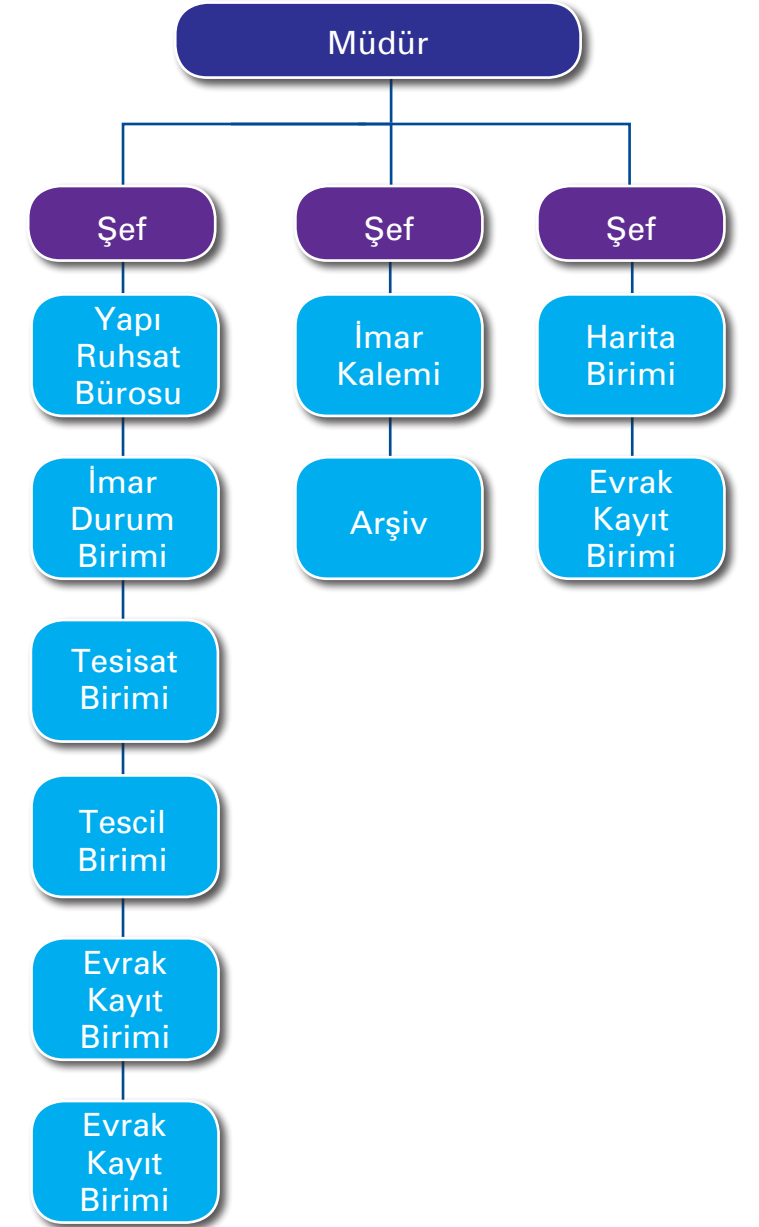 Müdür
Şef
Şef
Şef
Yapı
Ruhsat
Bürosu
İmar
Kalemi
Harita
Birimi
İmar
Durum
Birimi
Arşiv
Evrak
Kayıt
Birimi
Tesisat
Birimi
Tescil
Birimi
Evrak
Kayıt
Birimi
Evrak
Kayıt
Birimi